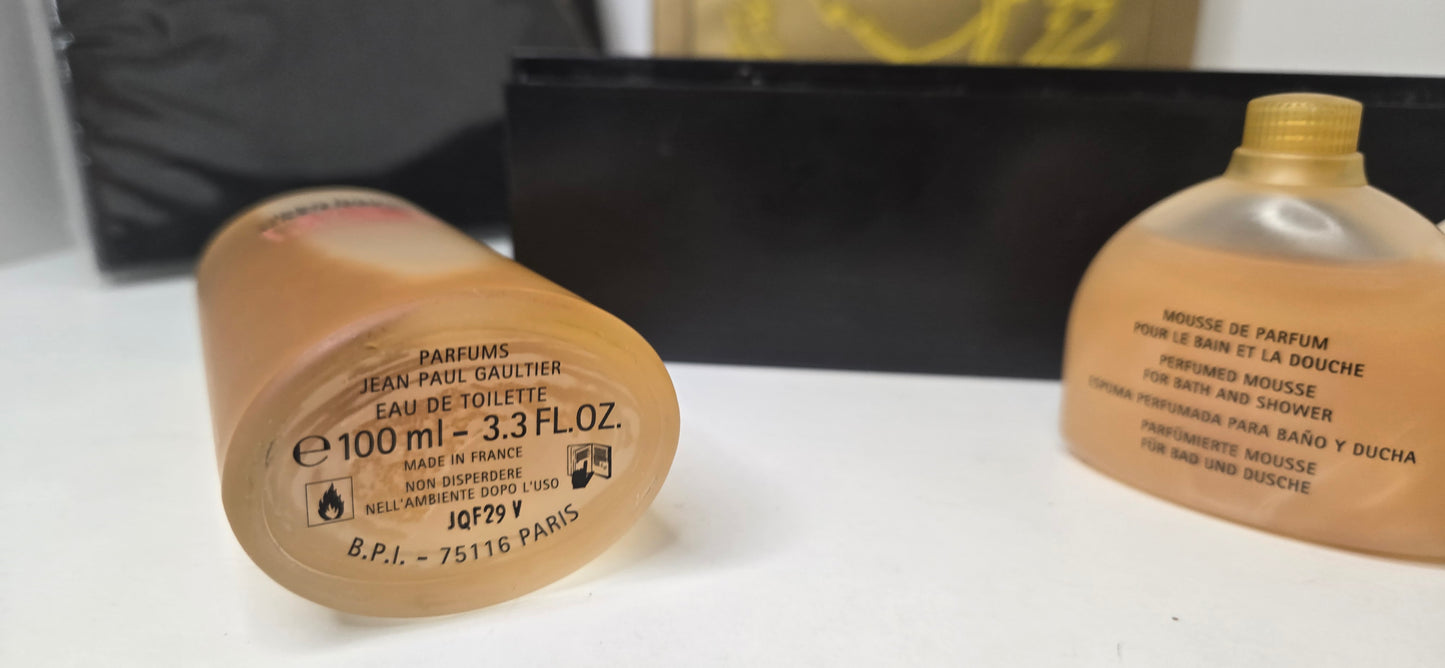 PARFUMS
JEAN PAUL GAULTIER
EAU DE TOILETTE
℮ 100 ml – 3.3 FL.OZ.
MADE IN FRANCE
NON DISPERDERE
NELL'AMBIENTE DOPO L'USO
JQF29 V
B.P.I. – 75116 PARIS
MOUSSE DE PARFUM
POUR LE BAIN ET LA DOUCHE
PERFUMED MOUSSE
FOR BATH AND SHOWER
ESPUMA PERFUMADA PARA BAÑO Y DUCHA
PARFÜMIERTE MOUSSE
FÜR BAD UND DUSCHE